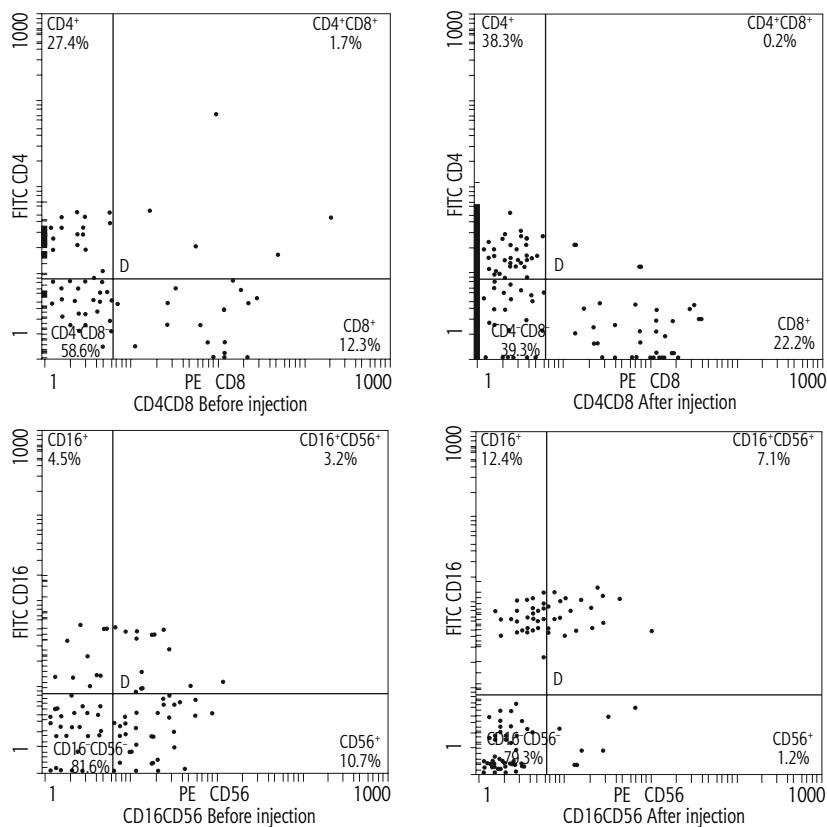 1000
CD4+
27.4%
CD4+CD8+
1.7%
FITC CD4
D
1
CD4-CD8-
58.6%
CD8+
12.3%
1
PE CD8
1000
CD4CD8 Before injection
1000
CD4+
38.3%
CD4+CD8+
0.2%
FITC CD4
D
1
CD4-CD8-
39.3%
CD8+
22.2%
1
PE CD8
1000
CD4CD8 After injection
1000
CD16+
4.5%
CD16+CD56+
3.2%
FITC CD16
D
1
CD16-CD56-
81.6%
CD56+
10.7%
1
PE CD56
1000
CD16CD56 Before injection
1000
CD16+
12.4%
CD16+CD56+
7.1%
FITC CD16
D
1
CD16-CD56-
79.3%
CD56+
1.2%
1
PE CD56
1000
CD16CD56 After injection